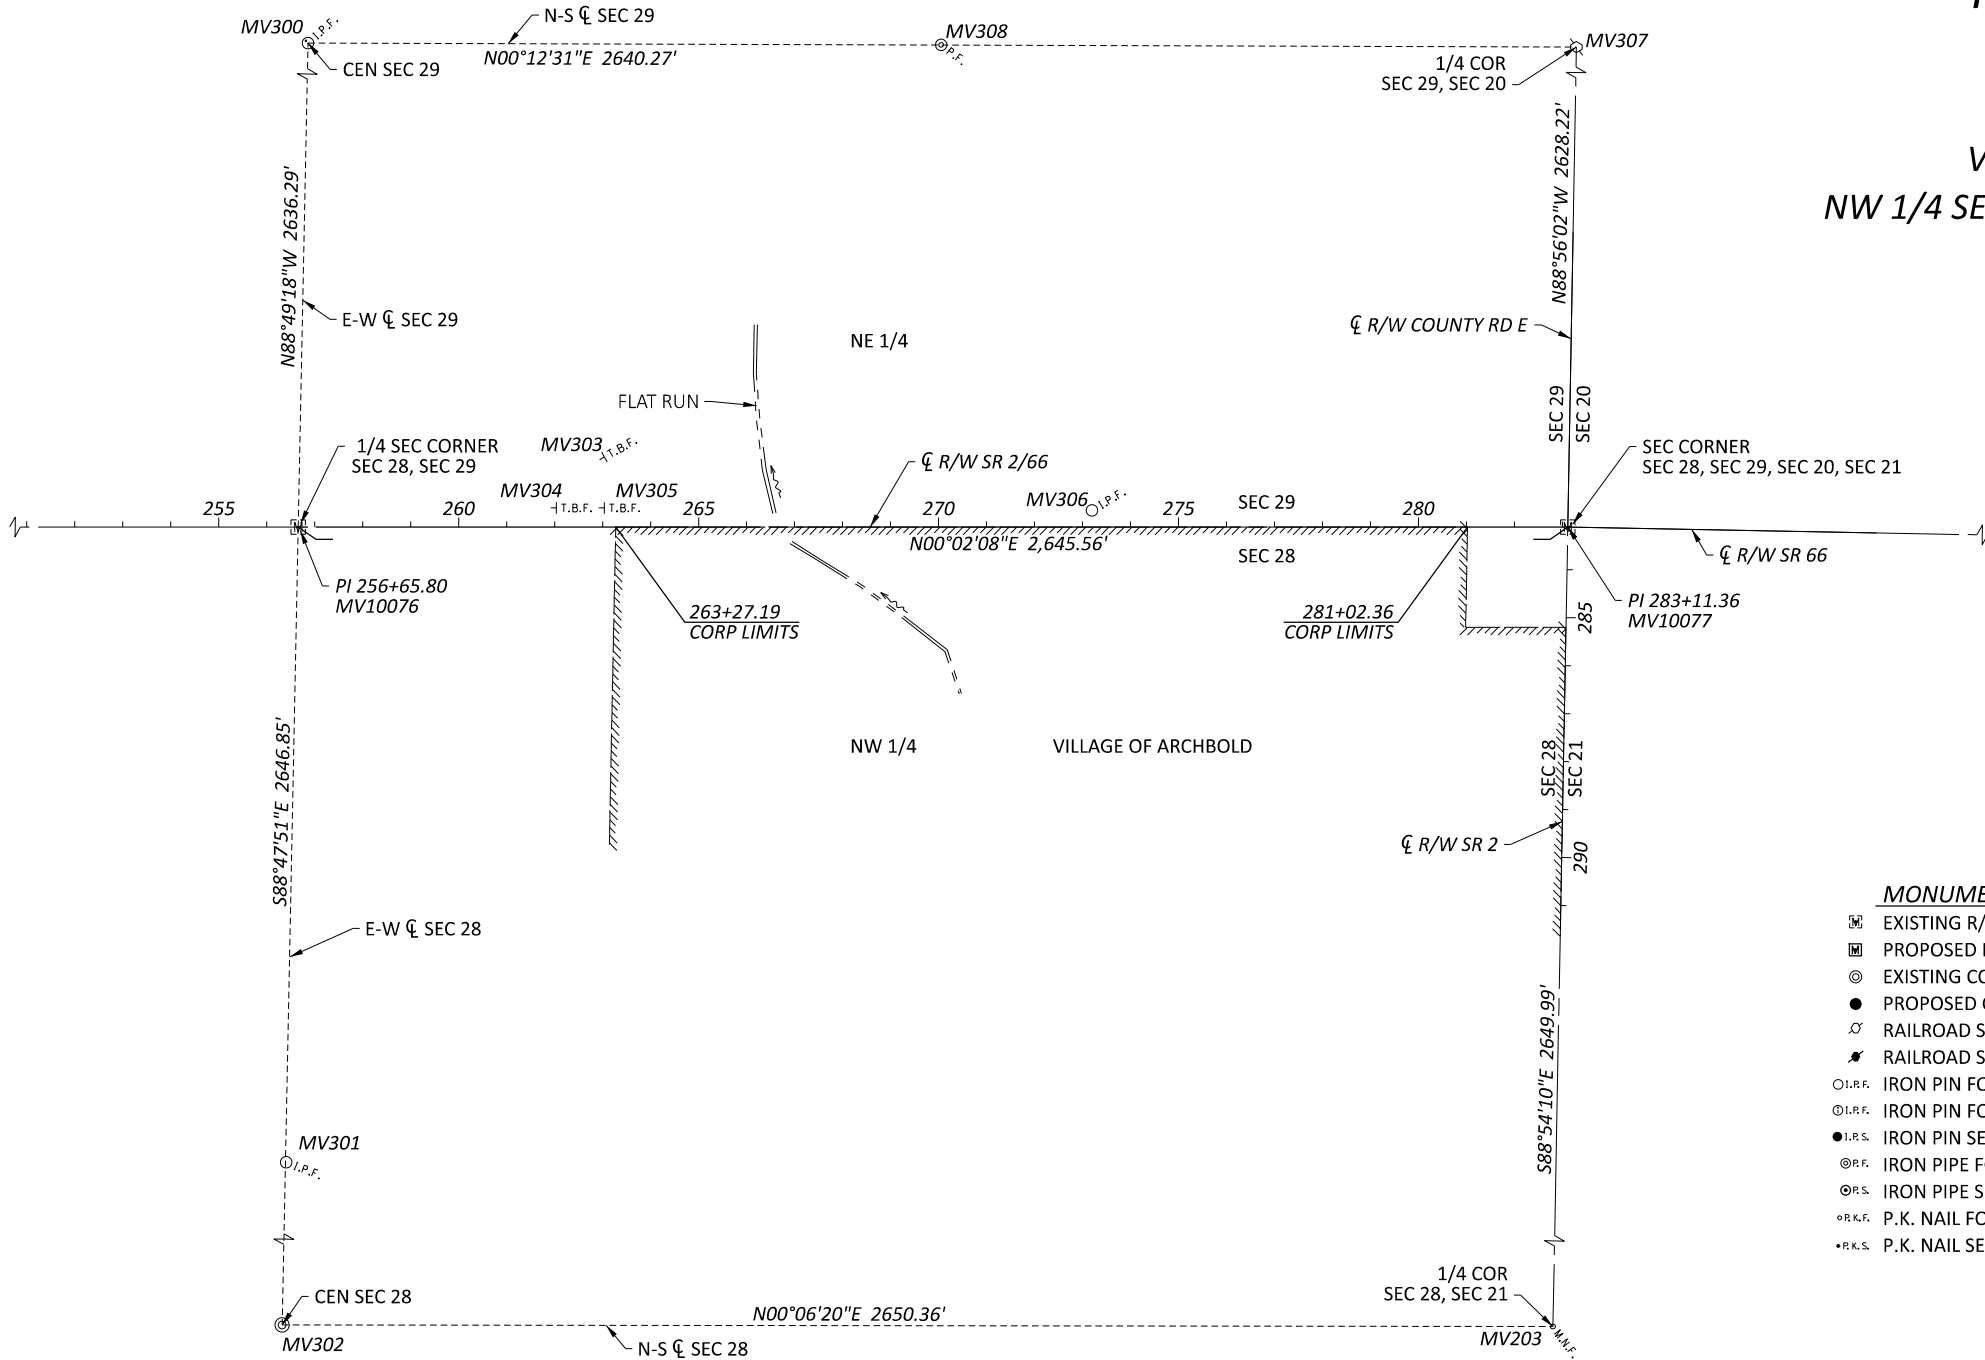 N-S ℄ SEC 29
MV300
I.P.F.
MV308
P.F.
MV307
CEN SEC 29
N00°12'31"E 2640.27'
1/4 COR
SEC 29, SEC 20
N88°49'18"W 2636.29'
N88°56'02"W 2628.22'
NW 1/4 SE
E-W ℄ SEC 29
NE 1/4
℄ R/W COUNTY RD E
FLAT RUN
SEC 29
SEC 20
1/4 SEC CORNER
SEC 28, SEC 29
MV303
T.B.F.
℄ R/W SR 2/66
SEC CORNER
SEC 28, SEC 29, SEC 20, SEC 21
MV304
MV305
T.B.F.
T.B.F.
MV306
I.P.F.
255
260
265
270
275
280
SEC 29
N00°02'08"E 2,645.56'
SEC 28
℄ R/W SR 66
PI 256+65.80
MV10076
263+27.19
CORP LIMITS
281+02.36
CORP LIMITS
PI 283+11.36
MV10077
285
S88°47'51"E 2646.85'
NW 1/4
VILLAGE OF ARCHBOLD
SEC 28
SEC 21
℄ R/W SR 2
290
E-W ℄ SEC 28
S88°54'10"E 2649.99'
MONUME
EXISTING R/
PROPOSED
EXISTING CO
PROPOSED
RAILROAD S
RAILROAD S
I.P.F. IRON PIN FO
I.P.F. IRON PIN FO
I.P.S. IRON PIN SE
P.F. IRON PIPE F
P.S. IRON PIPE S
P.K.F. P.K. NAIL FO
P.K.S. P.K. NAIL SE
MV301
I.P.F.
CEN SEC 28
MV302
N00°06'20"E 2650.36'
N-S ℄ SEC 28
1/4 COR
SEC 28, SEC 21
MV203
M.N.F.